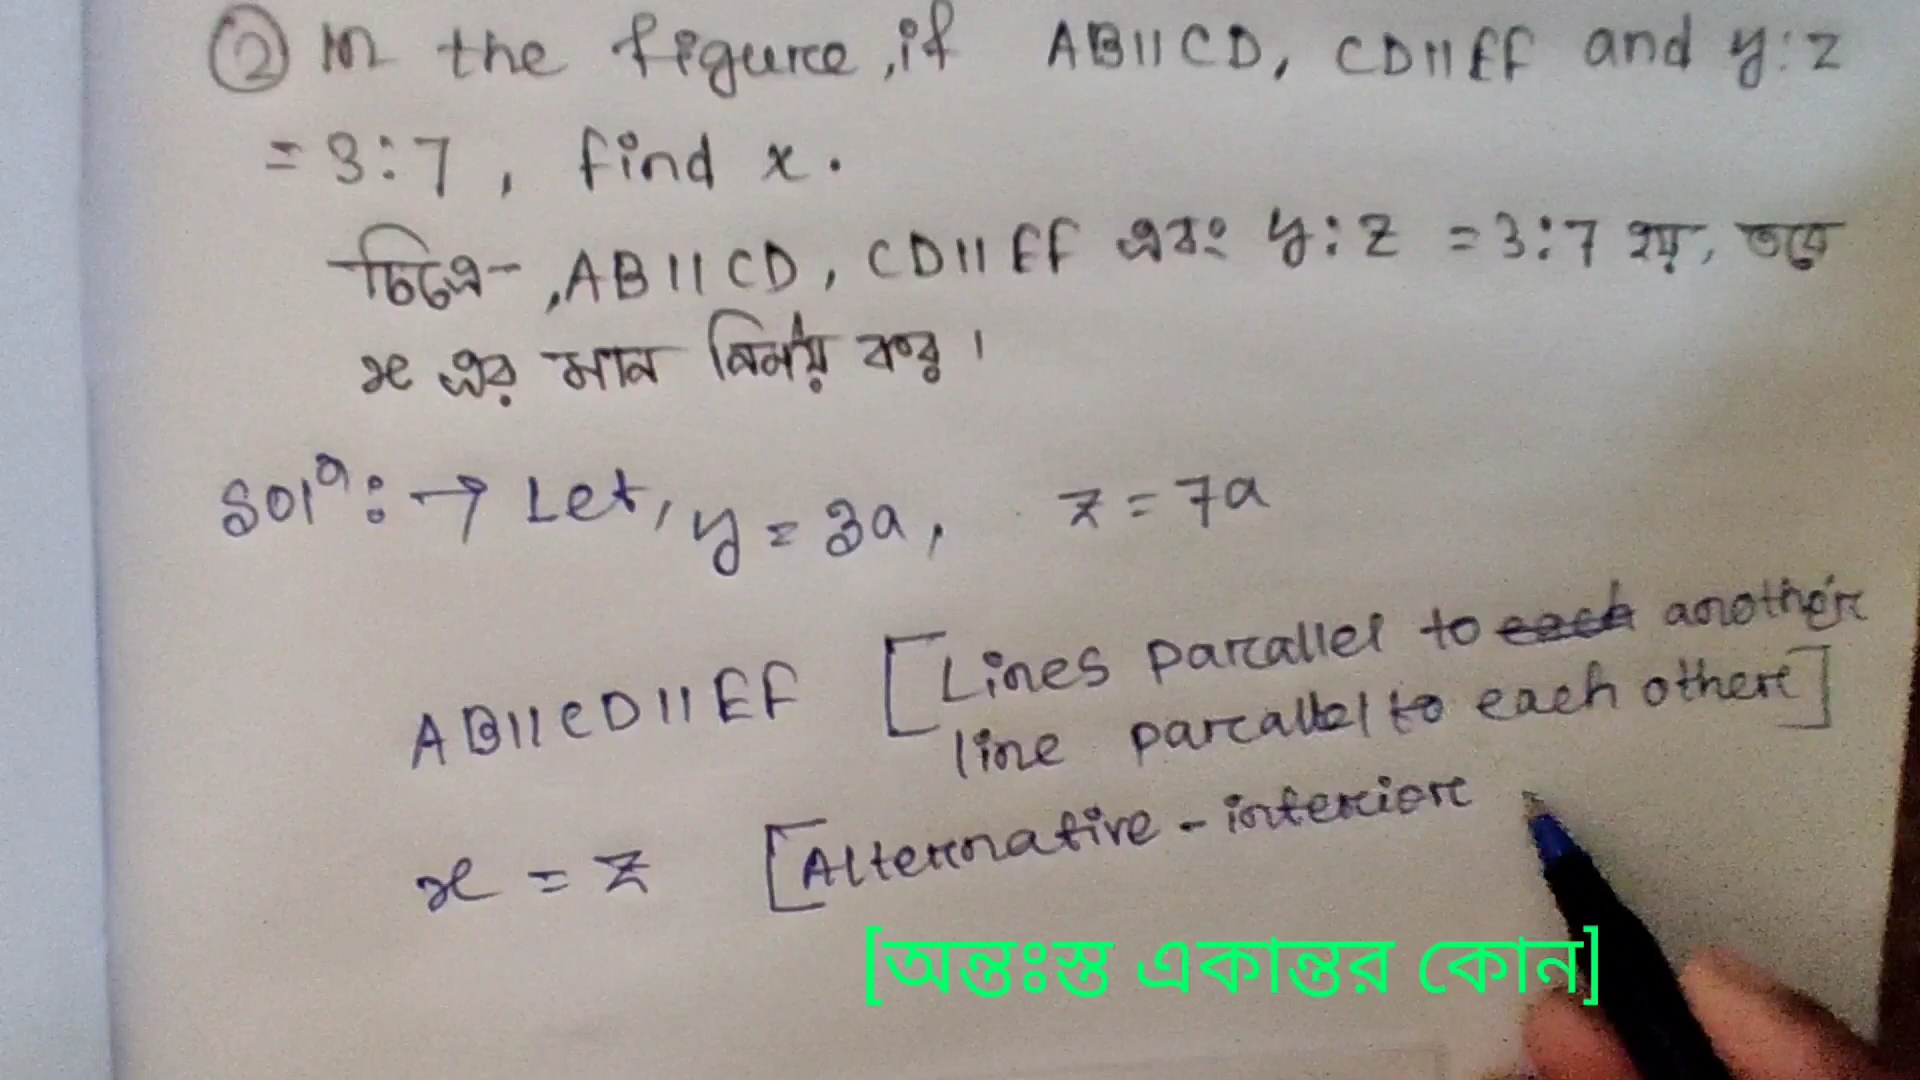 ② In the figure, if AB||CD, CD||EF and y:z
= 3:7, find x.
চিত্রে, AB||CD, CD||EF এবং y:z = 3:7 হয়, তবে
x এর মান নির্ণয় কর।
Solⁿ: → Let, y = 3a, z = 7a
AB||CD||EF [Lines parallel to each another
line parallel to each other]
x = z [Alternative - interior
[অন্তঃস্ত একান্তর কোন]